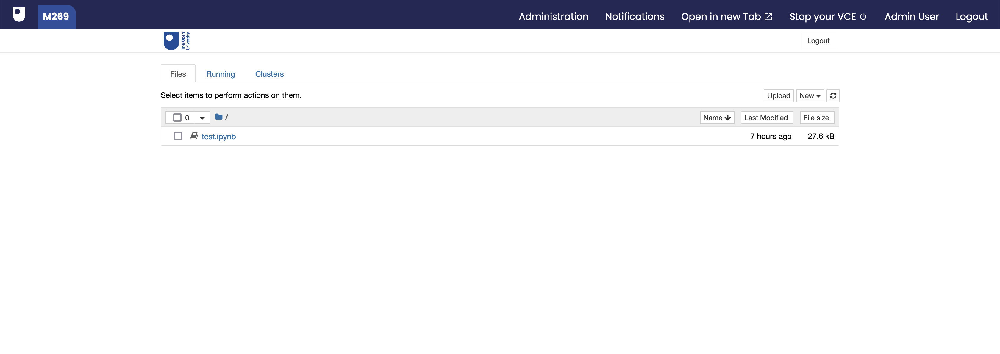 M269 Administration Notifications Open in new Tab Stop your VCE Admin User Logout
The Open
University
Logout
Files Running Clusters
Select items to perform actions on them.
Upload New
0 / Name Last Modified File size
test.ipynb 7 hours ago 27.6 kB